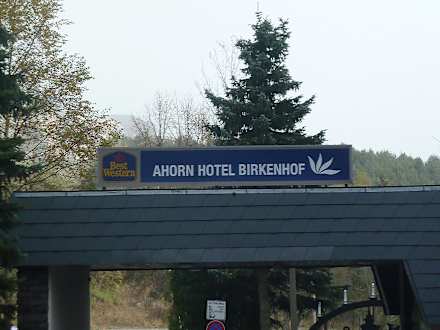 Best
Western
AHORN HOTEL BIRKENHOF